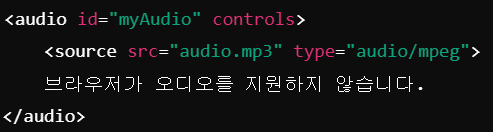 <audio id="myAudio" controls>
<source src="audio.mp3" type="audio/mpeg">
브라우저가 오디오를 지원하지 않습니다.
</audio>